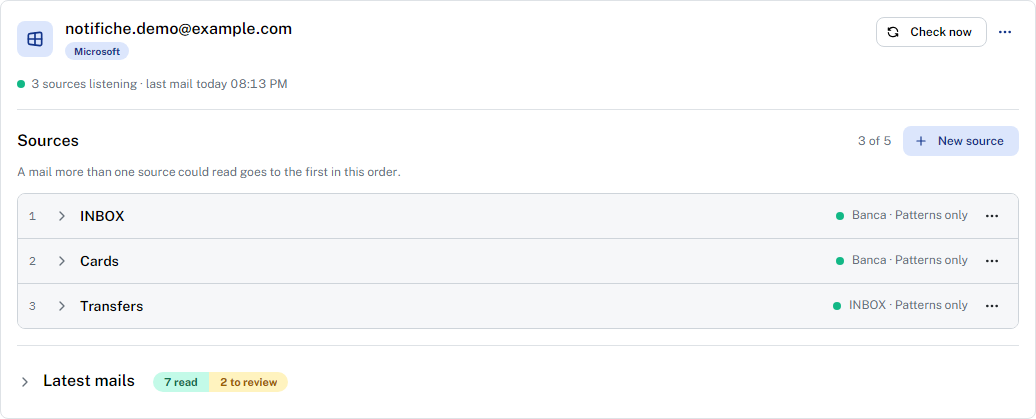 notifiche.demo@example.com
Microsoft
Check now
3 sources listening · last mail today 08:13 PM
Sources
3 of 5
New source
A mail more than one source could read goes to the first in this order.
1 INBOX Banca · Patterns only
2 Cards Banca · Patterns only
3 Transfers INBOX · Patterns only
Latest mails 7 read 2 to review